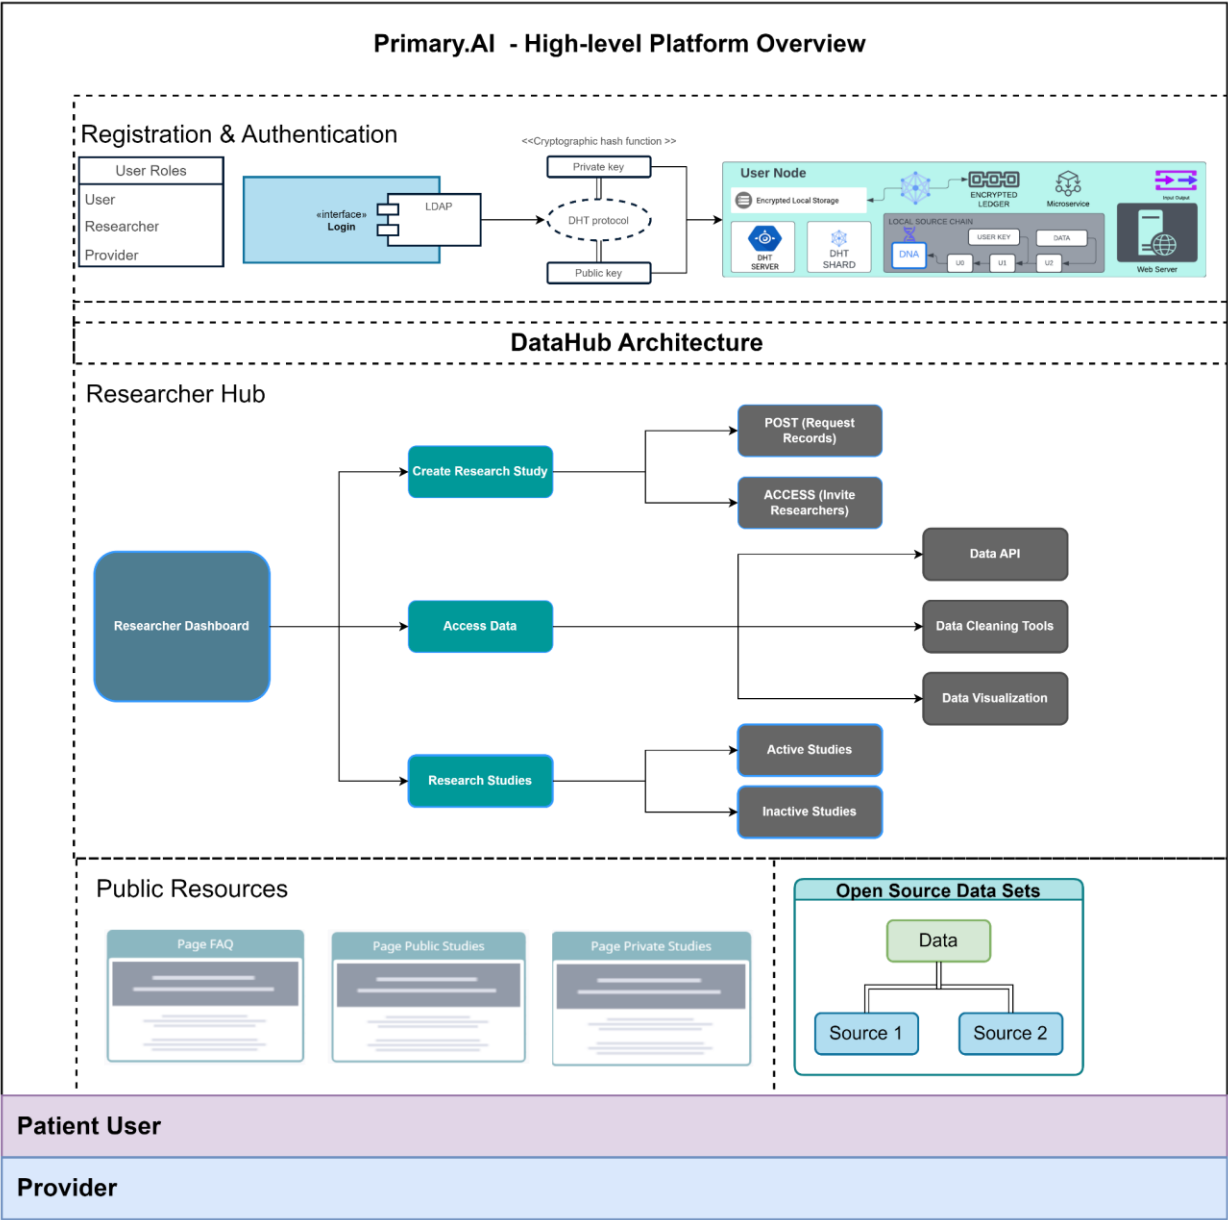 Primary.AI - High-level Platform Overview
Registration & Authentication
User Roles
User
Researcher
Provider
«interface»
Login
LDAP
<<Cryptographic hash function >>
Private key
DHT protocol
Public key
User Node
Encrypted Local Storage
ENCRYPTED
LEDGER
Microservice
Input Output
DHT
SERVER
DHT
SHARD
LOCAL SOURCE CHAIN
DNA
USER KEY
DATA
U0
U1
U2
Web Server
DataHub Architecture
Researcher Hub
Researcher Dashboard
Create Research Study
POST (Request
Records)
ACCESS (Invite
Researchers)
Access Data
Data API
Data Cleaning Tools
Data Visualization
Research Studies
Active Studies
Inactive Studies
Public Resources
Page FAQ
Page Public Studies
Page Private Studies
Open Source Data Sets
Data
Source 1
Source 2
Patient User
Provider